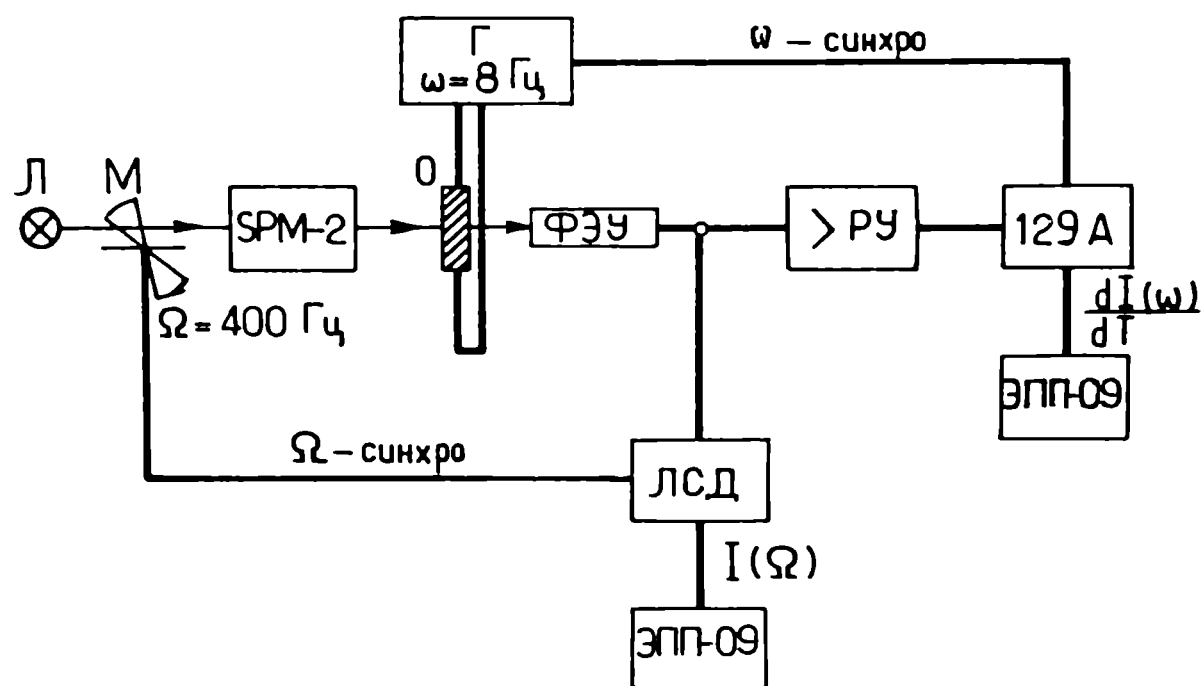 Г
ω = 8 Гц
ω – синхро
Л
М
О
SPM-2
ФЭУ
> РУ
129 А
Ω = 400 Гц
dI(ω)
dT
ЭПП-09
Ω – синхро
ЛСД
I(Ω)
ЭПП-09